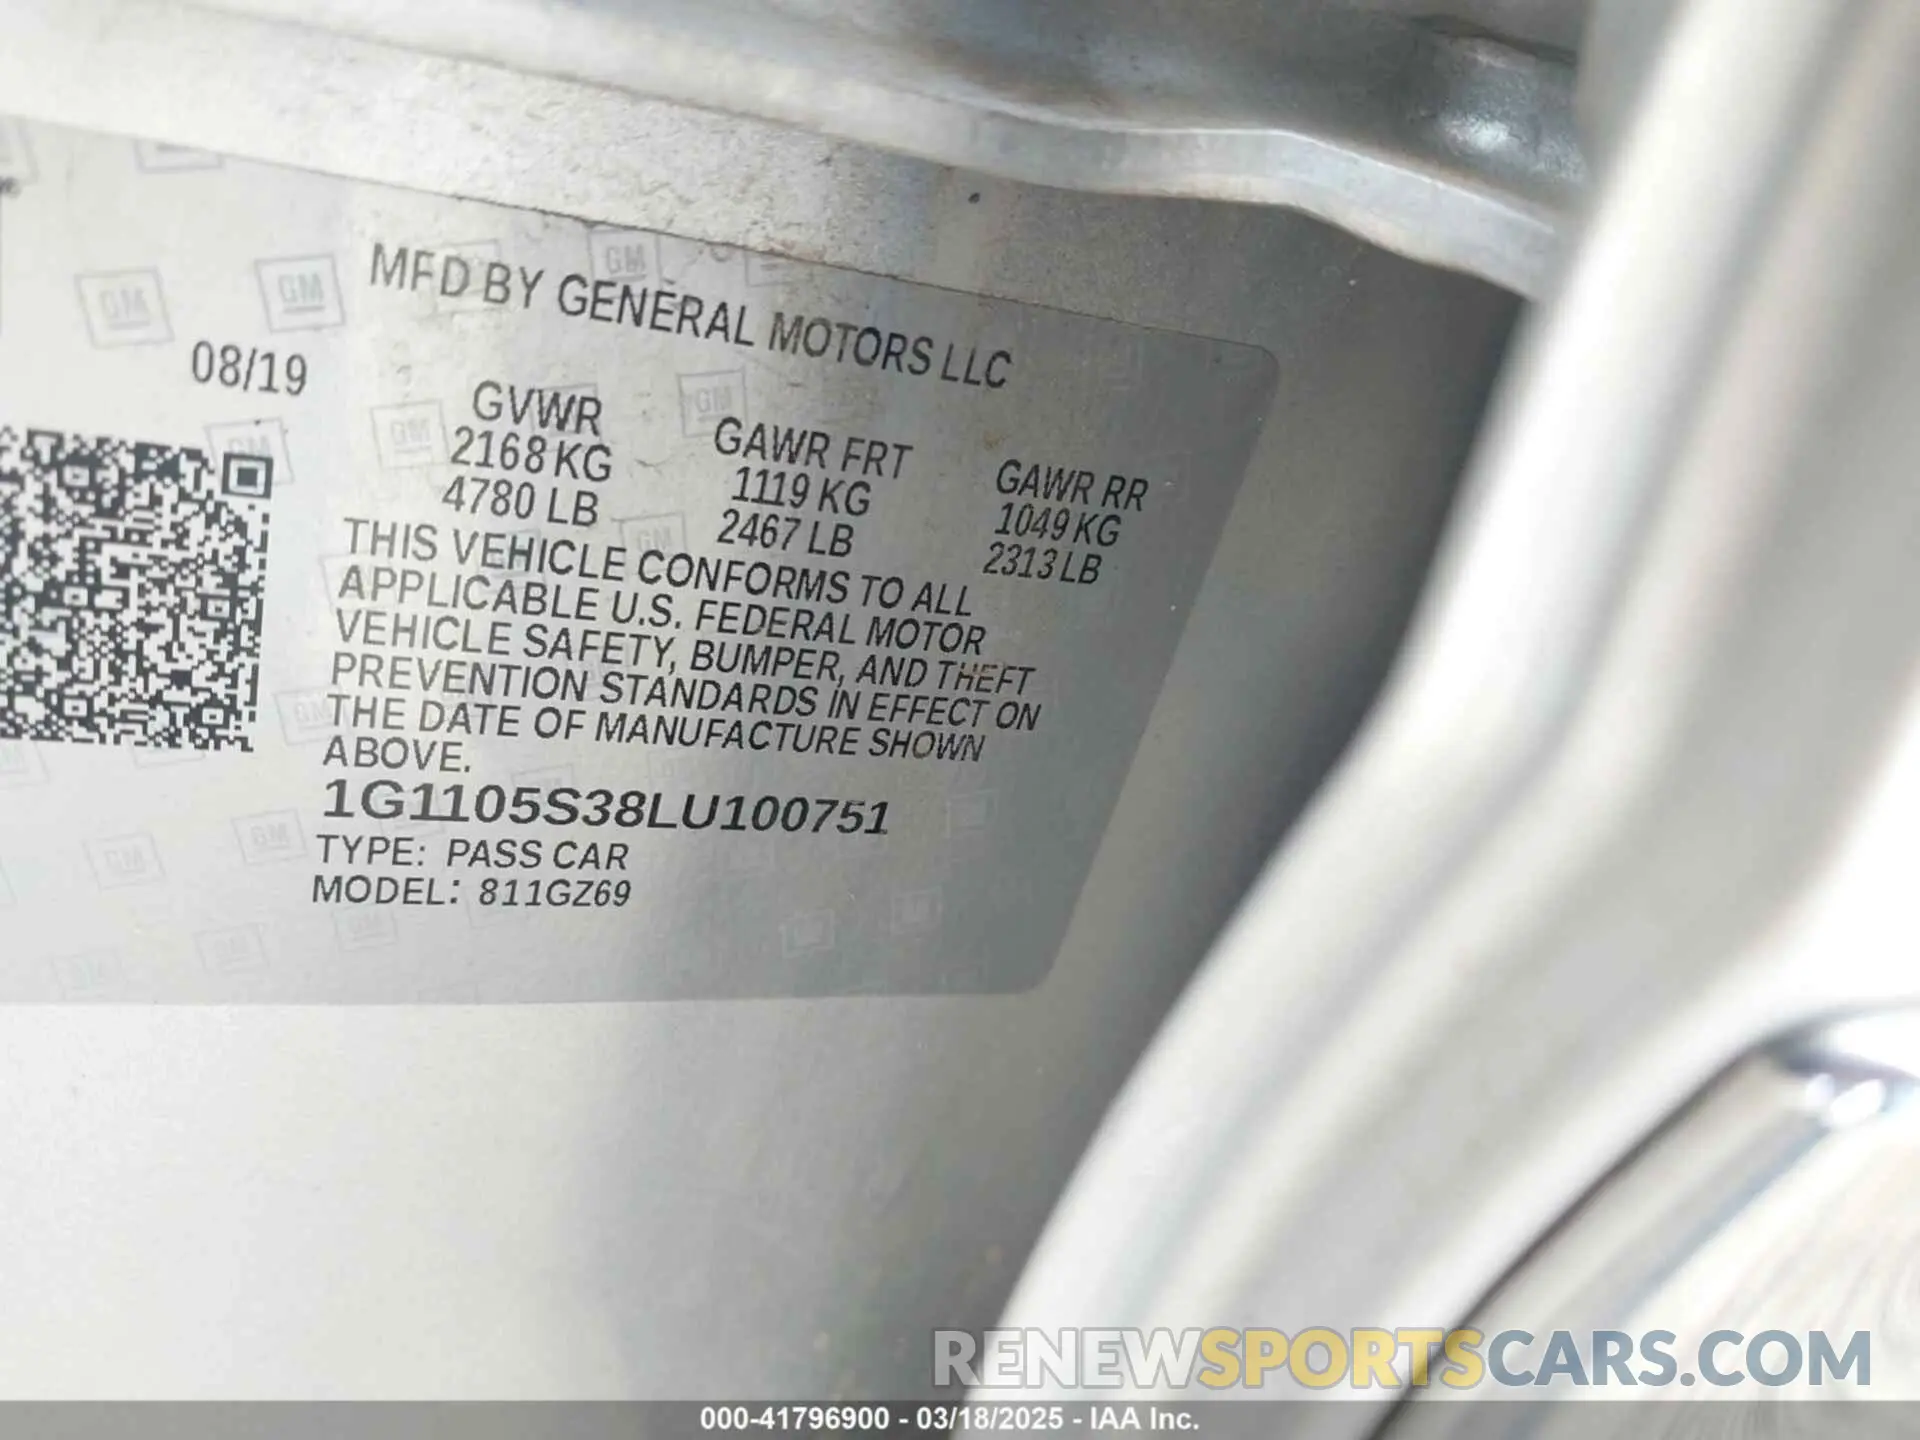 MFD BY GENERAL MOTORS LLC
08/19
GVWR GAWR FRT GAWR RR
2168 KG 1119 KG 1049 KG
4780 LB 2467 LB 2313 LB
THIS VEHICLE CONFORMS TO ALL
APPLICABLE U.S. FEDERAL MOTOR
VEHICLE SAFETY, BUMPER, AND THEFT
PREVENTION STANDARDS IN EFFECT ON
THE DATE OF MANUFACTURE SHOWN
ABOVE.
1G1105S38LU100751
TYPE: PASS CAR
MODEL: 811GZ69
RENEWSPORTSCARS.COM
000-41796900 - 03/18/2025 - IAA Inc.